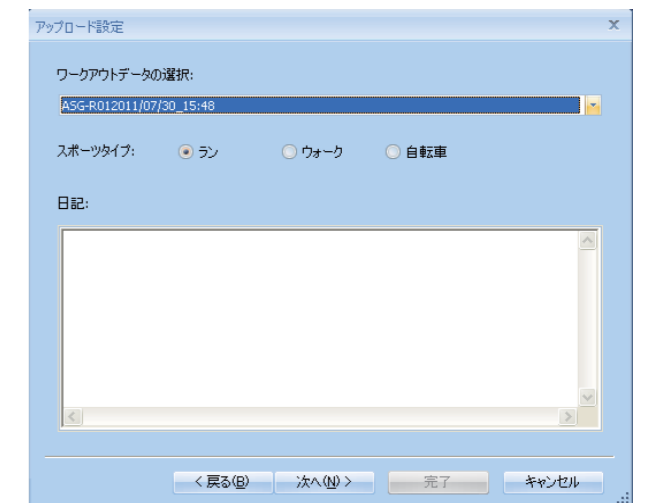 アップロード設定 x
ワークアウトデータの選択:
ASG-R012011/07/30_15:48
スポーツタイプ: ラン ウォーク 自転車
日記:
< 戻る(B) 次へ(N) > 完了 キャンセル